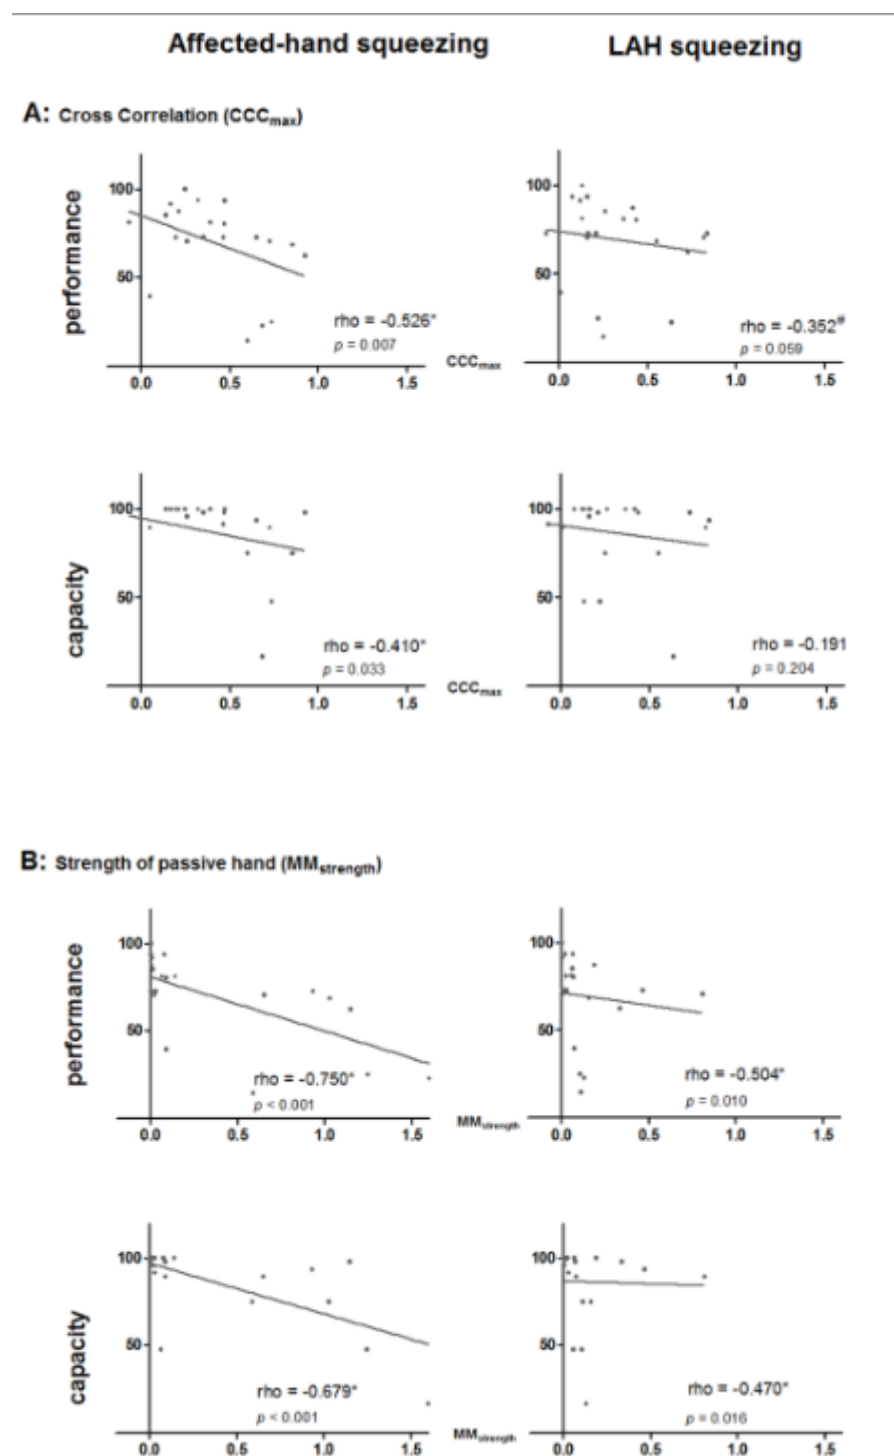 Affected-hand squeezing LAH squeezing
A: Cross Correlation (CCCmax)
performance
100
50
rho = -0.526*
p = 0.007
0.0 0.5 1.0 1.5
CCCmax
100
50
rho = -0.352#
p = 0.059
0.0 0.5 1.0 1.5
capacity
100
50
rho = -0.410*
p = 0.033
0.0 0.5 1.0 1.5
CCCmax
100
50
rho = -0.191
p = 0.204
0.0 0.5 1.0 1.5
B: Strength of passive hand (MMstrength)
performance
100
50
rho = -0.750*
p < 0.001
0.0 0.5 1.0 1.5
MMstrength
100
50
rho = -0.504*
p = 0.010
0.0 0.5 1.0 1.5
capacity
100
50
rho = -0.679*
p < 0.001
0.0 0.5 1.0 1.5
MMstrength
100
50
rho = -0.470*
p = 0.016
0.0 0.5 1.0 1.5